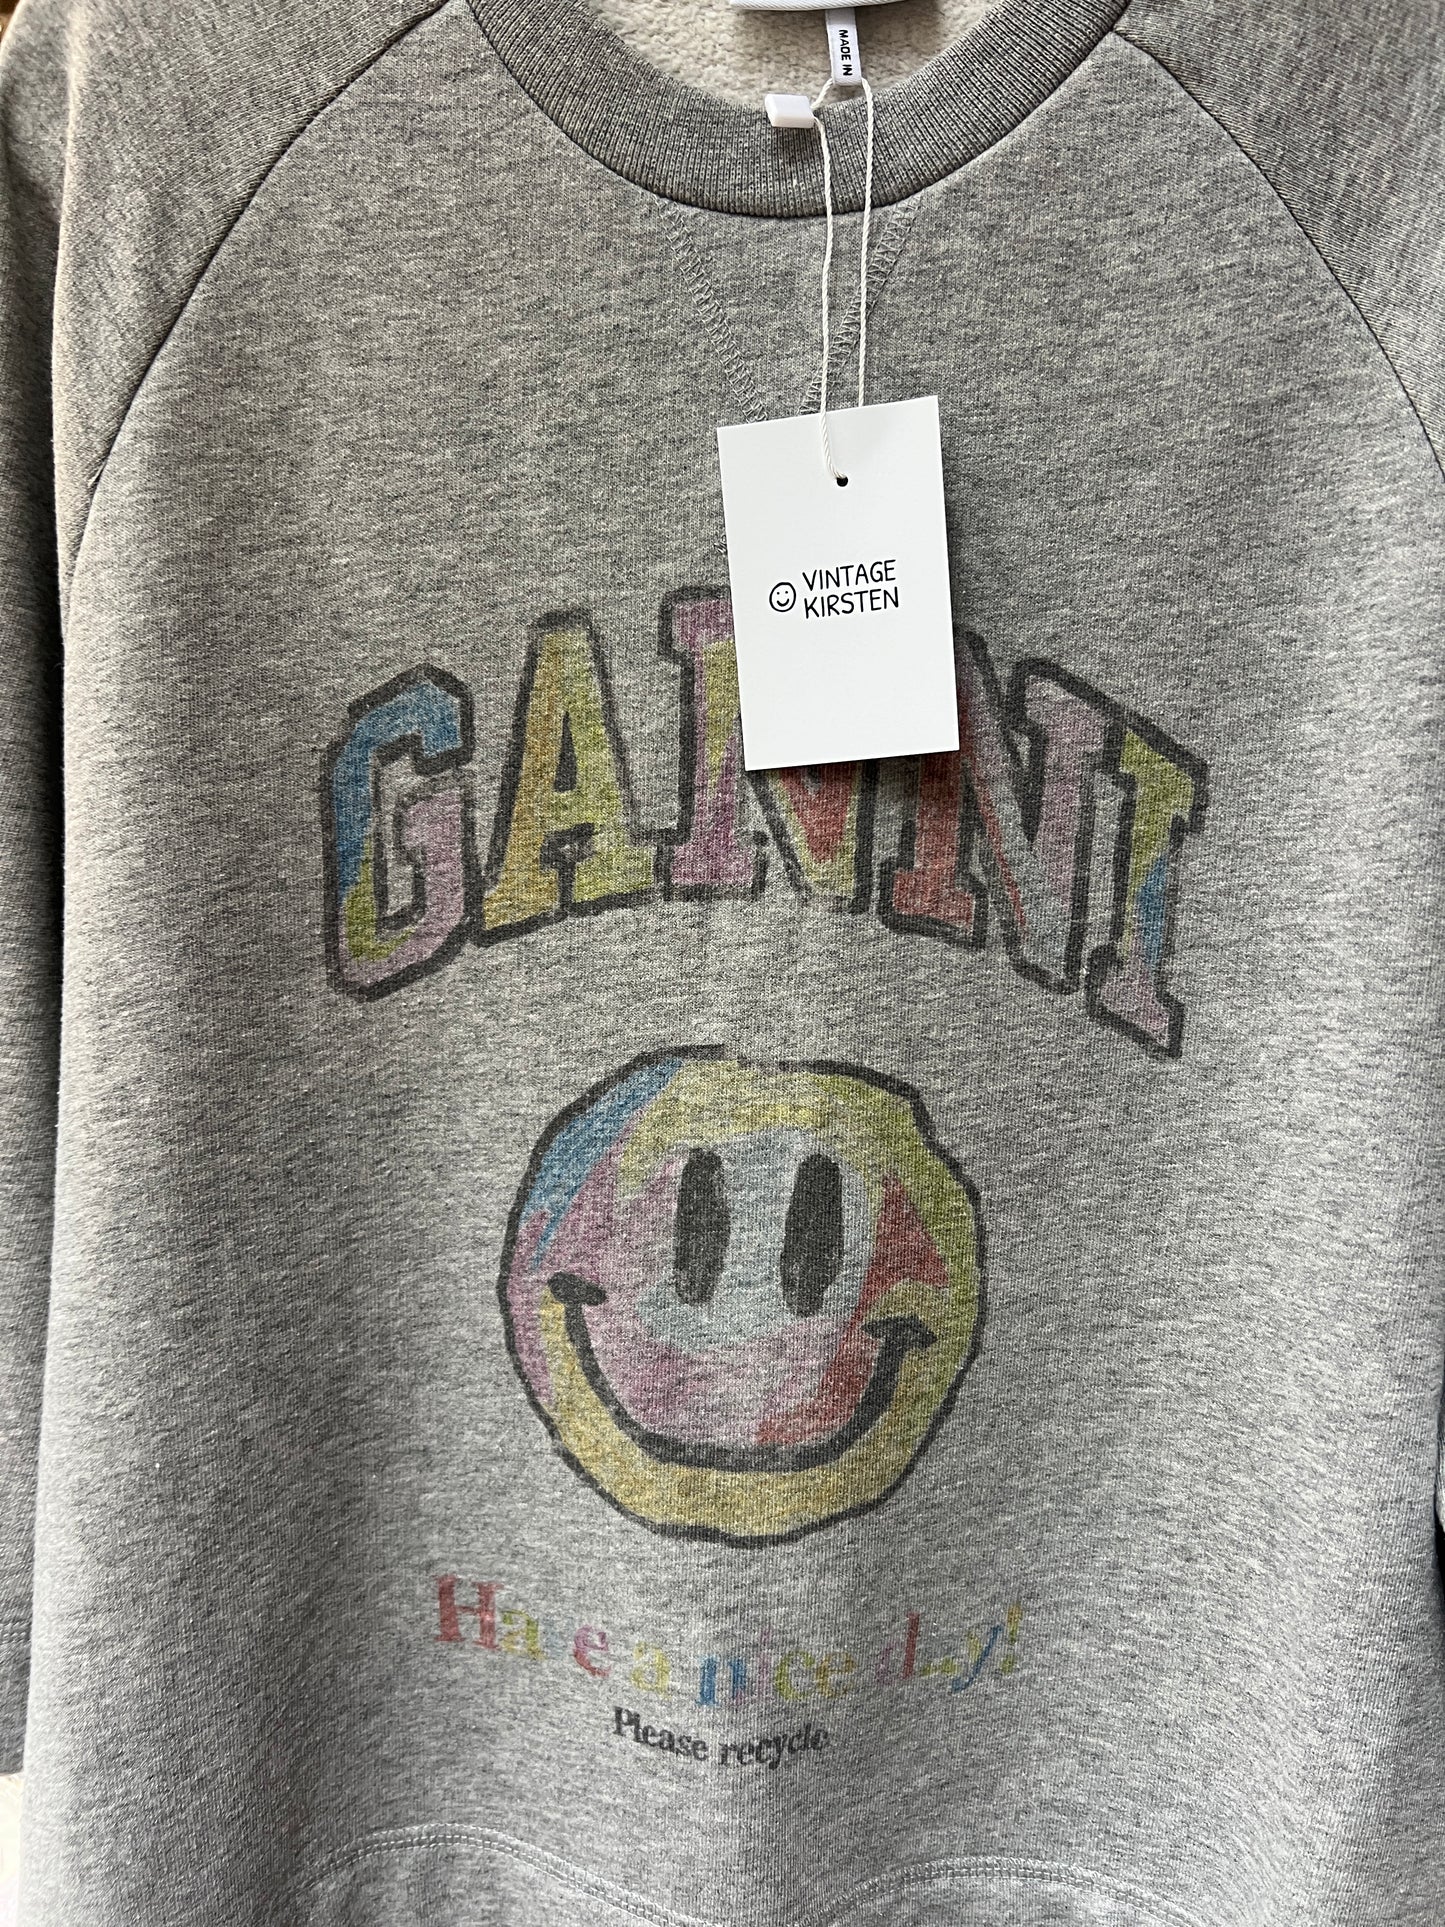 MADE IN
VINTAGE
KIRSTEN
GANNI
Have a nice day!
Please recycle